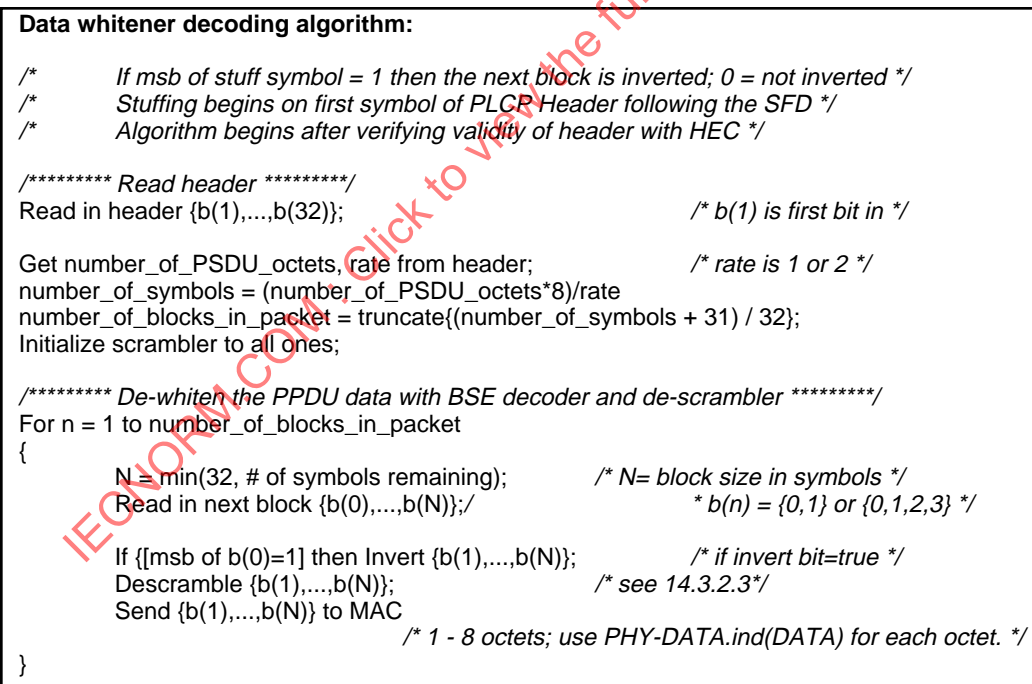 Data whitener decoding algorithm:
/* If msb of stuff symbol = 1 then the next block is inverted; 0 = not inverted */
/* Stuffing begins on first symbol of PLCP Header following the SFD */
/* Algorithm begins after verifying validity of header with HEC */
/********* Read header *********/
Read in header {b(1),...,b(32)}; /* b(1) is first bit in */
Get number_of_PSDU_octets, rate from header; /* rate is 1 or 2 */
number_of_symbols = (number_of_PSDU_octets*8)/rate
number_of_blocks_in_packet = truncate{(number_of_symbols + 31) / 32};
Initialize scrambler to all ones;
/********* De-whiten the PPDU data with BSE decoder and de-scrambler *********/
For n = 1 to number_of_blocks_in_packet
{
N = min(32, # of symbols remaining); /* N= block size in symbols */
Read in next block {b(0),...,b(N)};/ * b(n) = {0,1} or {0,1,2,3} */
If {[msb of b(0)=1] then Invert {b(1),...,b(N)}; /* if invert bit=true */
Descramble {b(1),...,b(N)}; /* see 14.3.2.3*/
Send {b(1),...,b(N)} to MAC
/* 1 - 8 octets; use PHY-DATA.ind(DATA) for each octet. */
}
IECNORM.COM : Click to view the